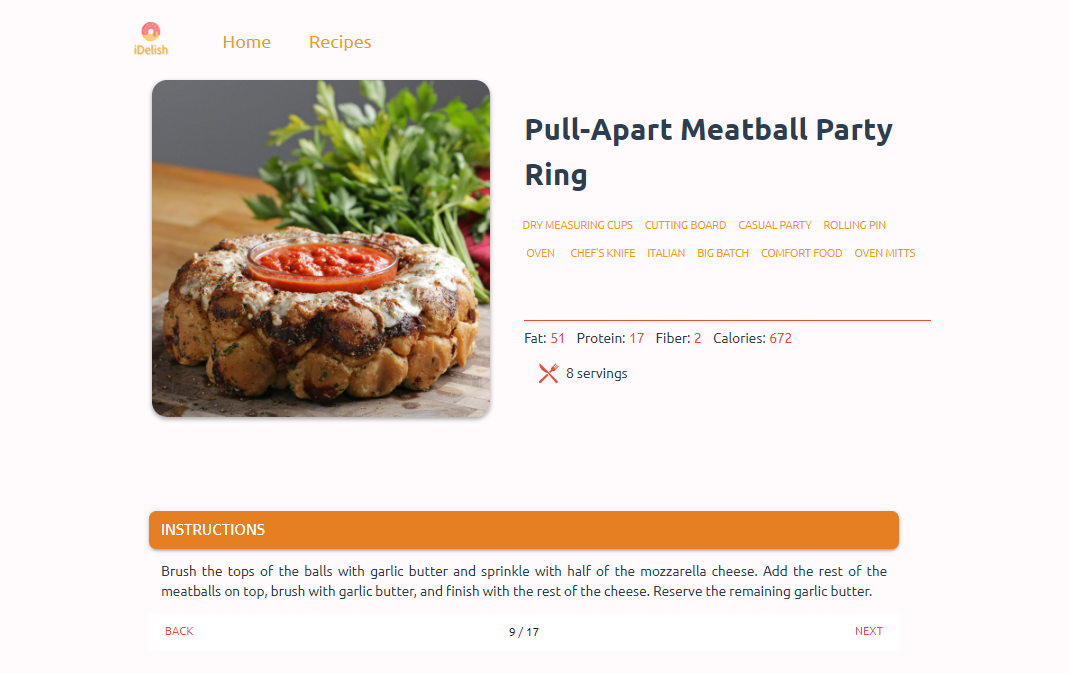 iDelish
Home Recipes
Pull-Apart Meatball Party
Ring
DRY MEASURING CUPS CUTTING BOARD CASUAL PARTY ROLLING PIN
OVEN CHEF'S KNIFE ITALIAN BIG BATCH COMFORT FOOD OVEN MITTS
Fat: 51 Protein: 17 Fiber: 2 Calories: 672
8 servings
INSTRUCTIONS
Brush the tops of the balls with garlic butter and sprinkle with half of the mozzarella cheese. Add the rest of the
meatballs on top, brush with garlic butter, and finish with the rest of the cheese. Reserve the remaining garlic butter.
BACK 9 / 17 NEXT